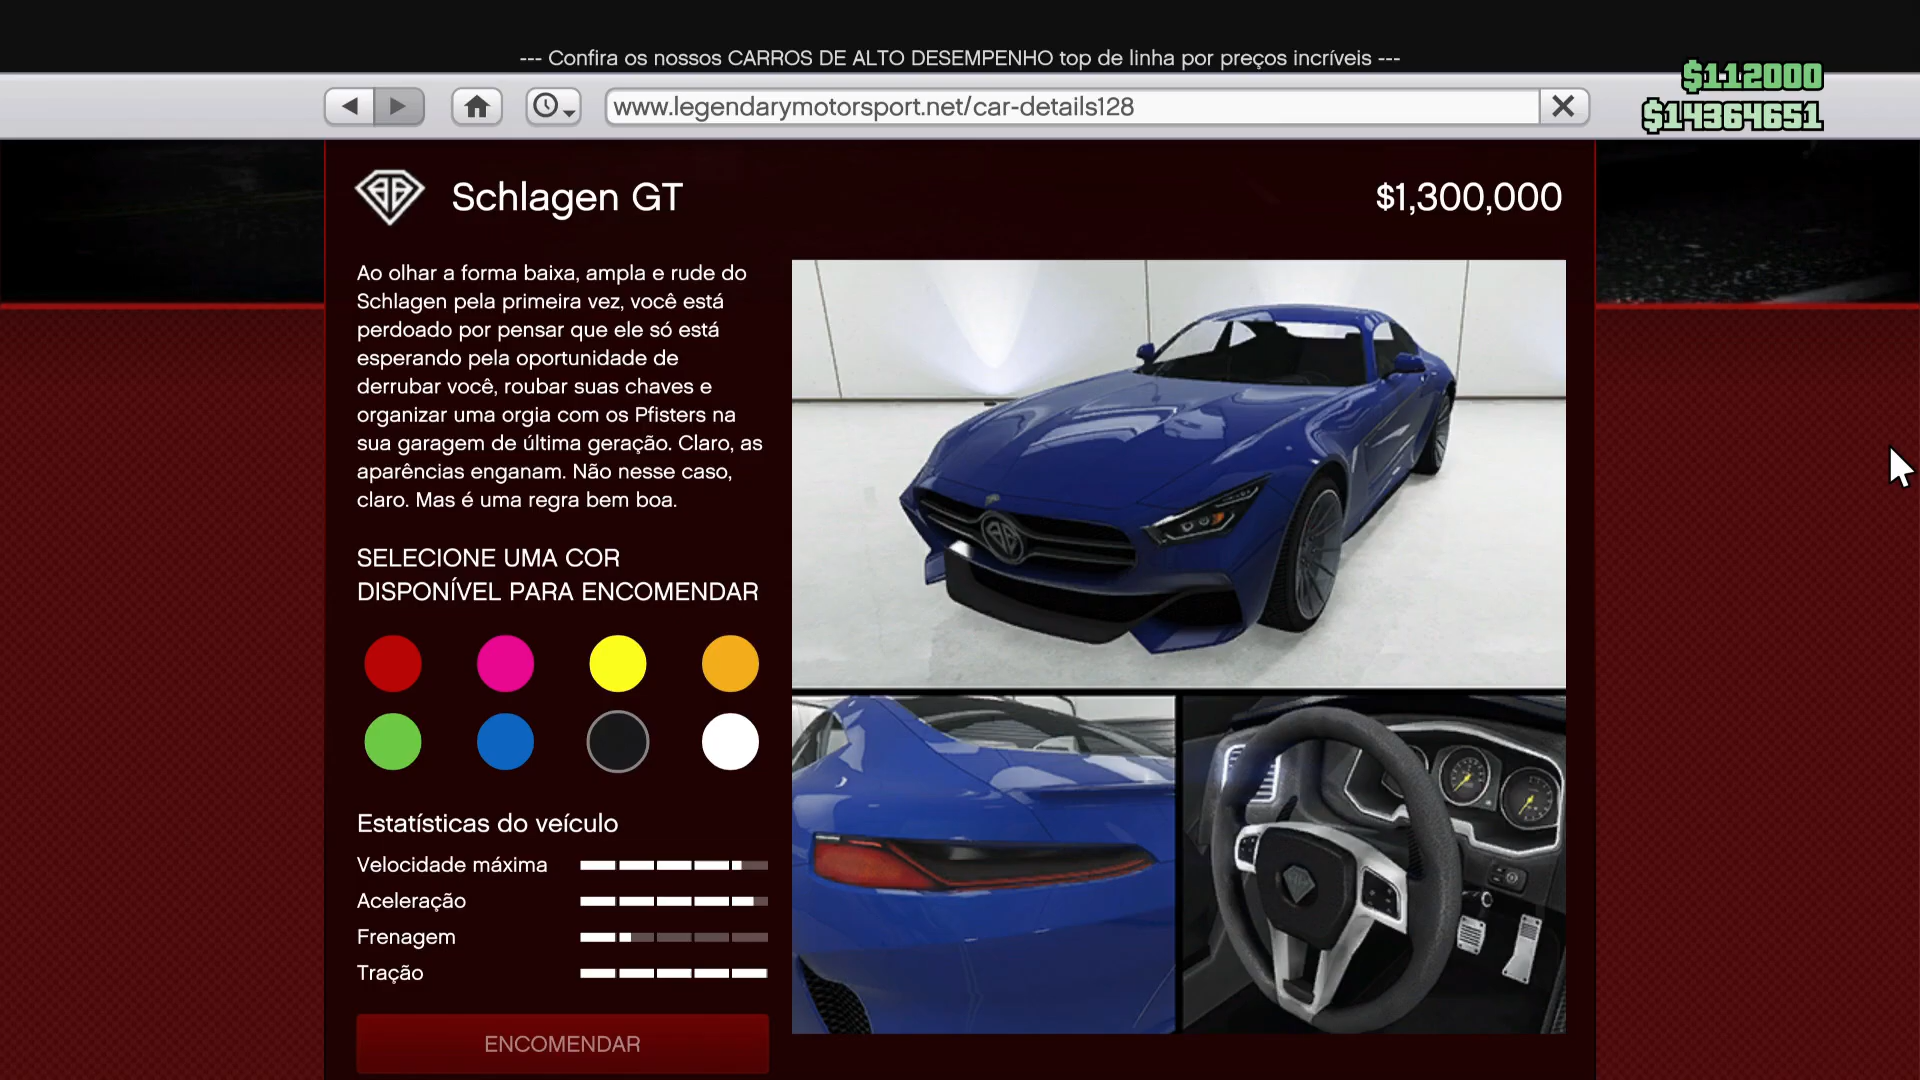 --- Confira os nossos CARROS DE ALTO DESEMPENHO top de linha por preços incríveis ---
$112000
www.legendarymotorsport.net/car-details128
$14364651
Schlagen GT
$1,300,000
Ao olhar a forma baixa, ampla e rude do
Schlagen pela primeira vez, você está
perdoado por pensar que ele só está
esperando pela oportunidade de
derrubar você, roubar suas chaves e
organizar uma orgia com os Pfisters na
sua garagem de última geração. Claro, as
aparências enganam. Não nesse caso,
claro. Mas é uma regra bem boa.
SELECIONE UMA COR
DISPONÍVEL PARA ENCOMENDAR
Estatísticas do veículo
Velocidade máxima
Aceleração
Frenagem
Tração
ENCOMENDAR